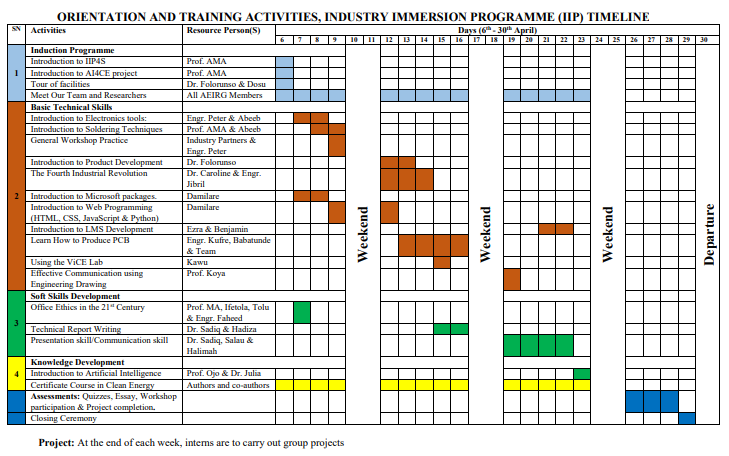 ORIENTATION AND TRAINING ACTIVITIES, INDUSTRY IMMERSION PROGRAMME (IIP) TIMELINE
SN Activities Resource Person(S) Days (6th - 30th April)
6 7 8 9 10 11 12 13 14 15 16 17 18 19 20 21 22 23 24 25 26 27 28 29 30
1 Induction Programme
Introduction to IIP4S Prof. AMA
Introduction to AI4CE project Prof. AMA
Tour of facilities Dr. Folorunso & Dosu
Meet Our Team and Researchers All AEIRG Members
2 Basic Technical Skills
Introduction to Electronics tools: Engr. Peter & Abeeb
Introduction to Soldering Techniques Prof. AMA & Abeeb
General Workshop Practice Industry Partners &
Engr. Peter
Introduction to Product Development Dr. Folorunso
The Fourth Industrial Revolution Dr. Caroline & Engr.
Jibril
Introduction to Microsoft packages. Damilare
Introduction to Web Programming Damilare
(HTML, CSS, JavaScript & Python)
Introduction to LMS Development Ezra & Benjamin
Learn How to Produce PCB Engr. Kufre, Babatunde
& Team
Using the ViCE Lab Kawu
Effective Communication using Prof. Koya
Engineering Drawing
3 Soft Skills Development
Office Ethics in the 21st Century Prof. MA, Ifetola, Tolu
& Engr. Faheed
Technical Report Writing Dr. Sadiq & Hadiza
Presentation skill/Communication skill Dr. Sadiq, Salau &
Halimah
4 Knowledge Development
Introduction to Artificial Intelligence Prof. Ojo & Dr. Julia
Certificate Course in Clean Energy Authors and co-authors
Assessments: Quizzes, Essay, Workshop
participation & Project completion.
Closing Ceremony
Weekend
Weekend
Weekend
Departure
Project: At the end of each week, interns are to carry out group projects